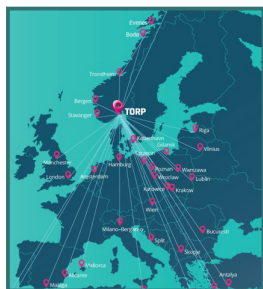 Evenes
Bodø
Trondheim
Bergen
TORP
Stavanger
København
Riga
Gdansk
Vilnius
Manchester
Hamburg
Szczecin
London
Amsterdam
Poznan
Warszawa
Wroclaw
Lublin
Katowice
Krakow
Wien
Milano-Bergamo
Bucuresti
Split
Skopje
Mallorca
Alicante
Antalya
Malaga